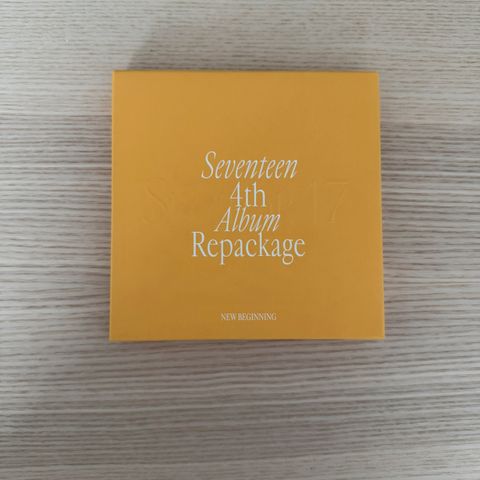 Seventeen
4th
Album
Repackage
NEW BEGINNING